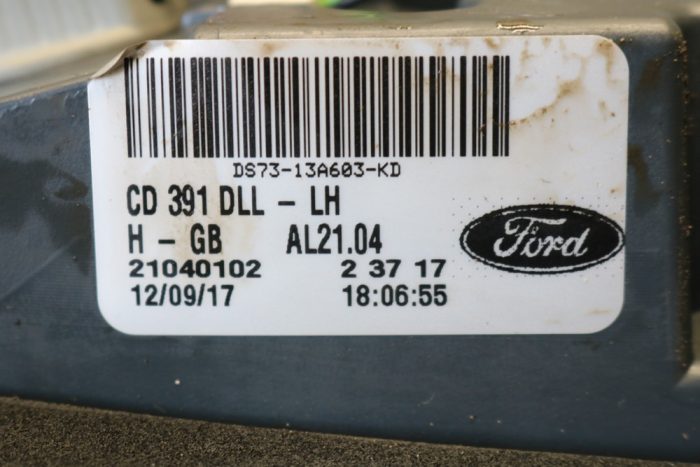 DS73-13A603-KD
CD 391 DLL - LH
H - GB AL21.04
21040102 2 37 17
12/09/17 18:06:55
Ford